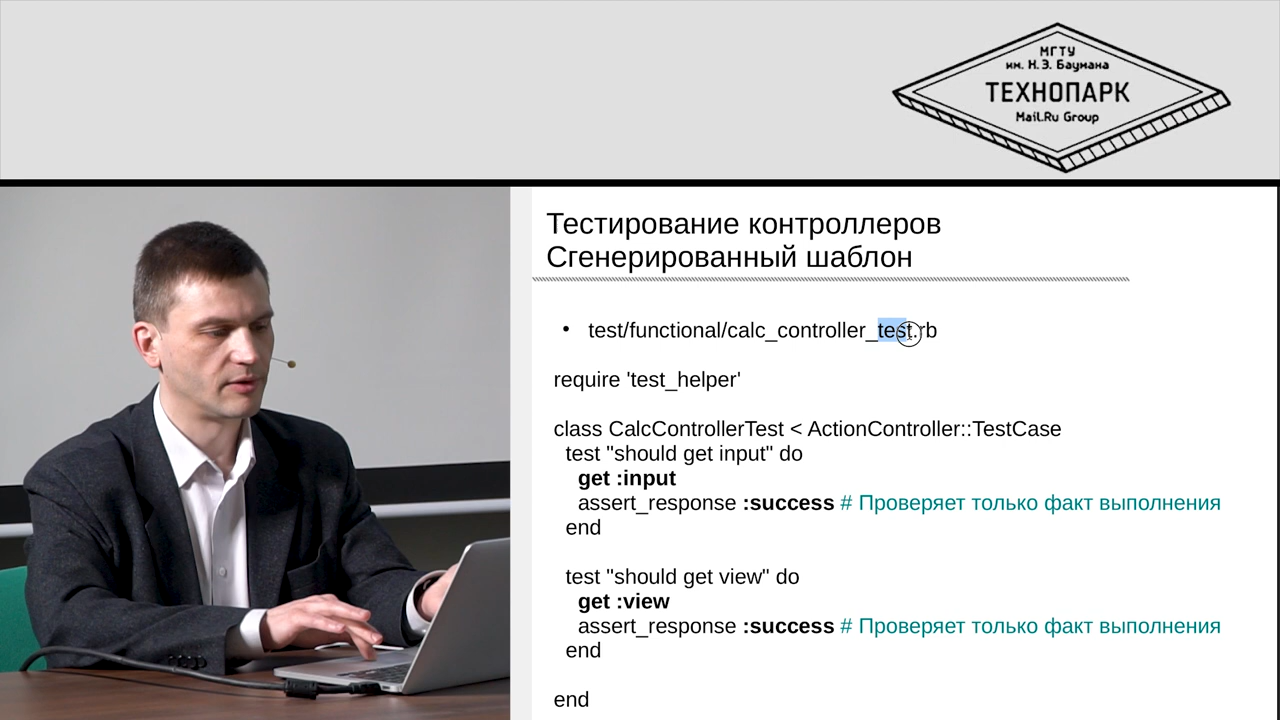 МГТУ
им. Н.Э. Баумана
ТЕХНОПАРК
Mail.Ru Group
Тестирование контроллеров
Сгенерированный шаблон
• test/functional/calc_controller_test.rb
require 'test_helper'
class CalcControllerTest < ActionController::TestCase
test "should get input" do
get :input
assert_response :success # Проверяет только факт выполнения
end
test "should get view" do
get :view
assert_response :success # Проверяет только факт выполнения
end
end